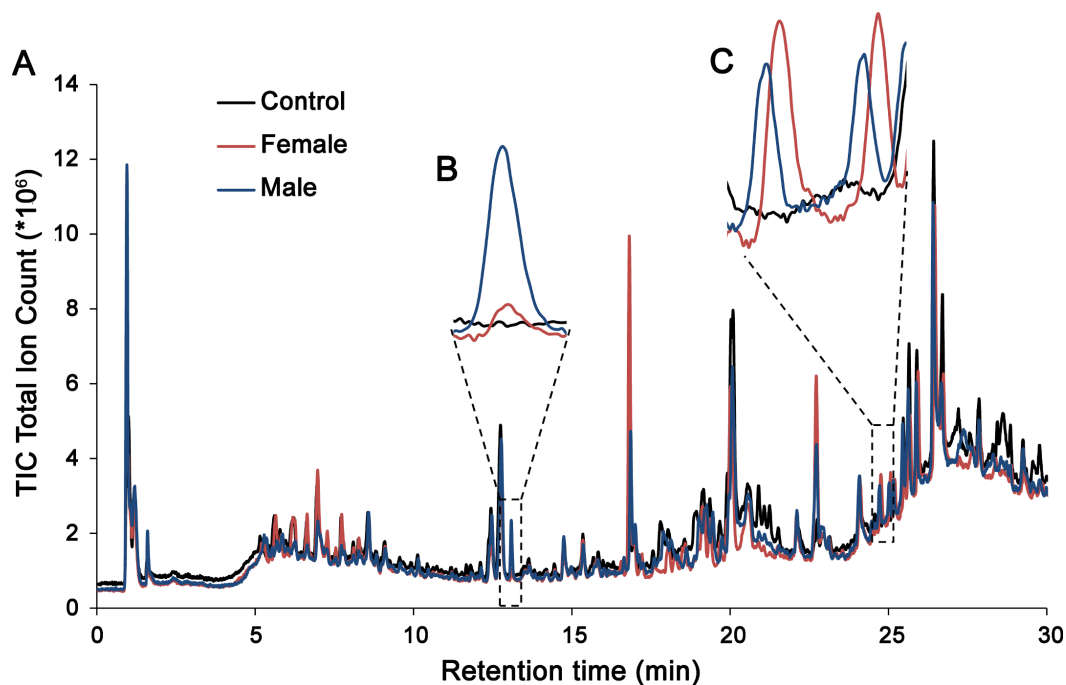 A
B
C
Control
Female
Male
TIC Total Ion Count (*10⁶)
14
12
10
8
6
4
2
0
0 5 10 15 20 25 30
Retention time (min)